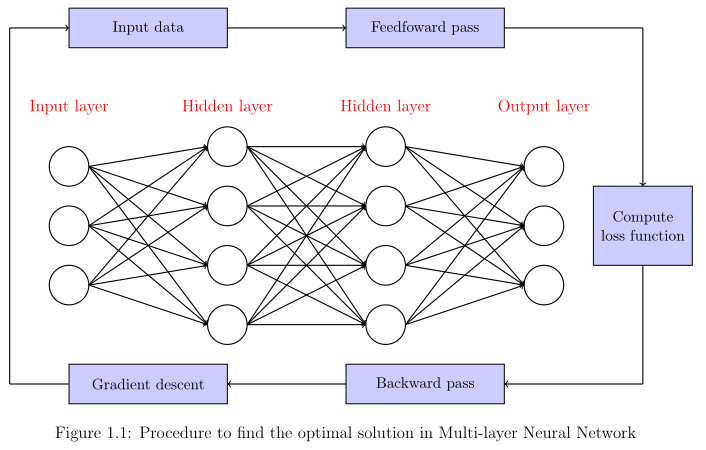 Input data
Feedfoward pass
Input layer
Hidden layer
Hidden layer
Output layer
Compute
loss function
Gradient descent
Backward pass
Figure 1.1: Procedure to find the optimal solution in Multi-layer Neural Network